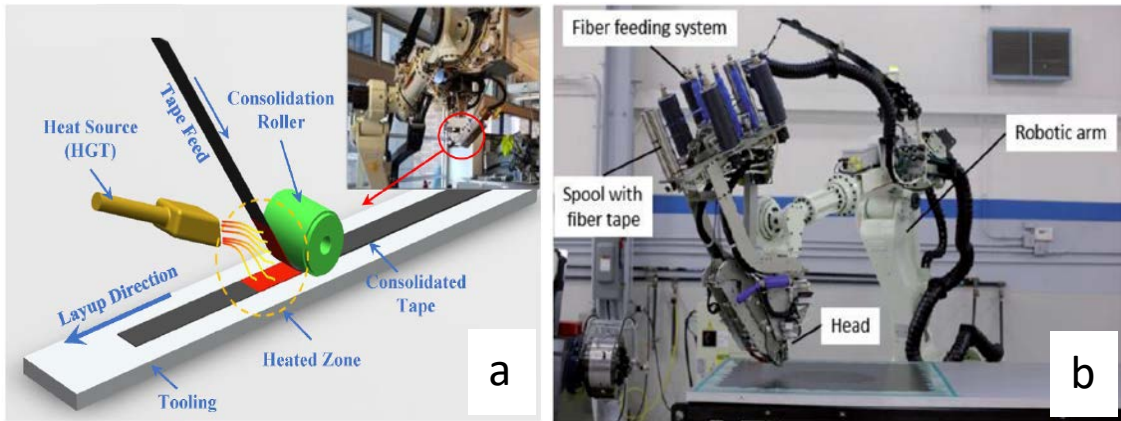 Heat Source
(HGT)
Tape Feed
Consolidation
Roller
Consolidated
Tape
Layup Direction
Heated Zone
Tooling
a
Fiber feeding system
Robotic arm
Spool with
fiber tape
Head
b